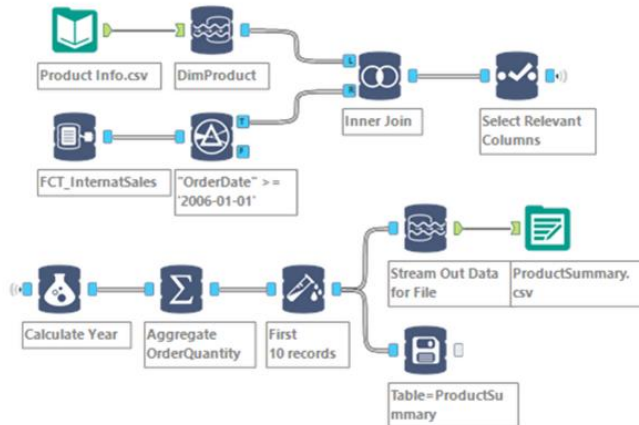 L
R
T
F
Product Info.csv
DimProduct
Inner Join
Select Relevant
Columns
FCT_InternatSales
"OrderDate" >=
'2006-01-01'
Calculate Year
Aggregate
OrderQuantity
First
10 records
Stream Out Data
for File
ProductSummary.
csv
Table=ProductSu
mmary